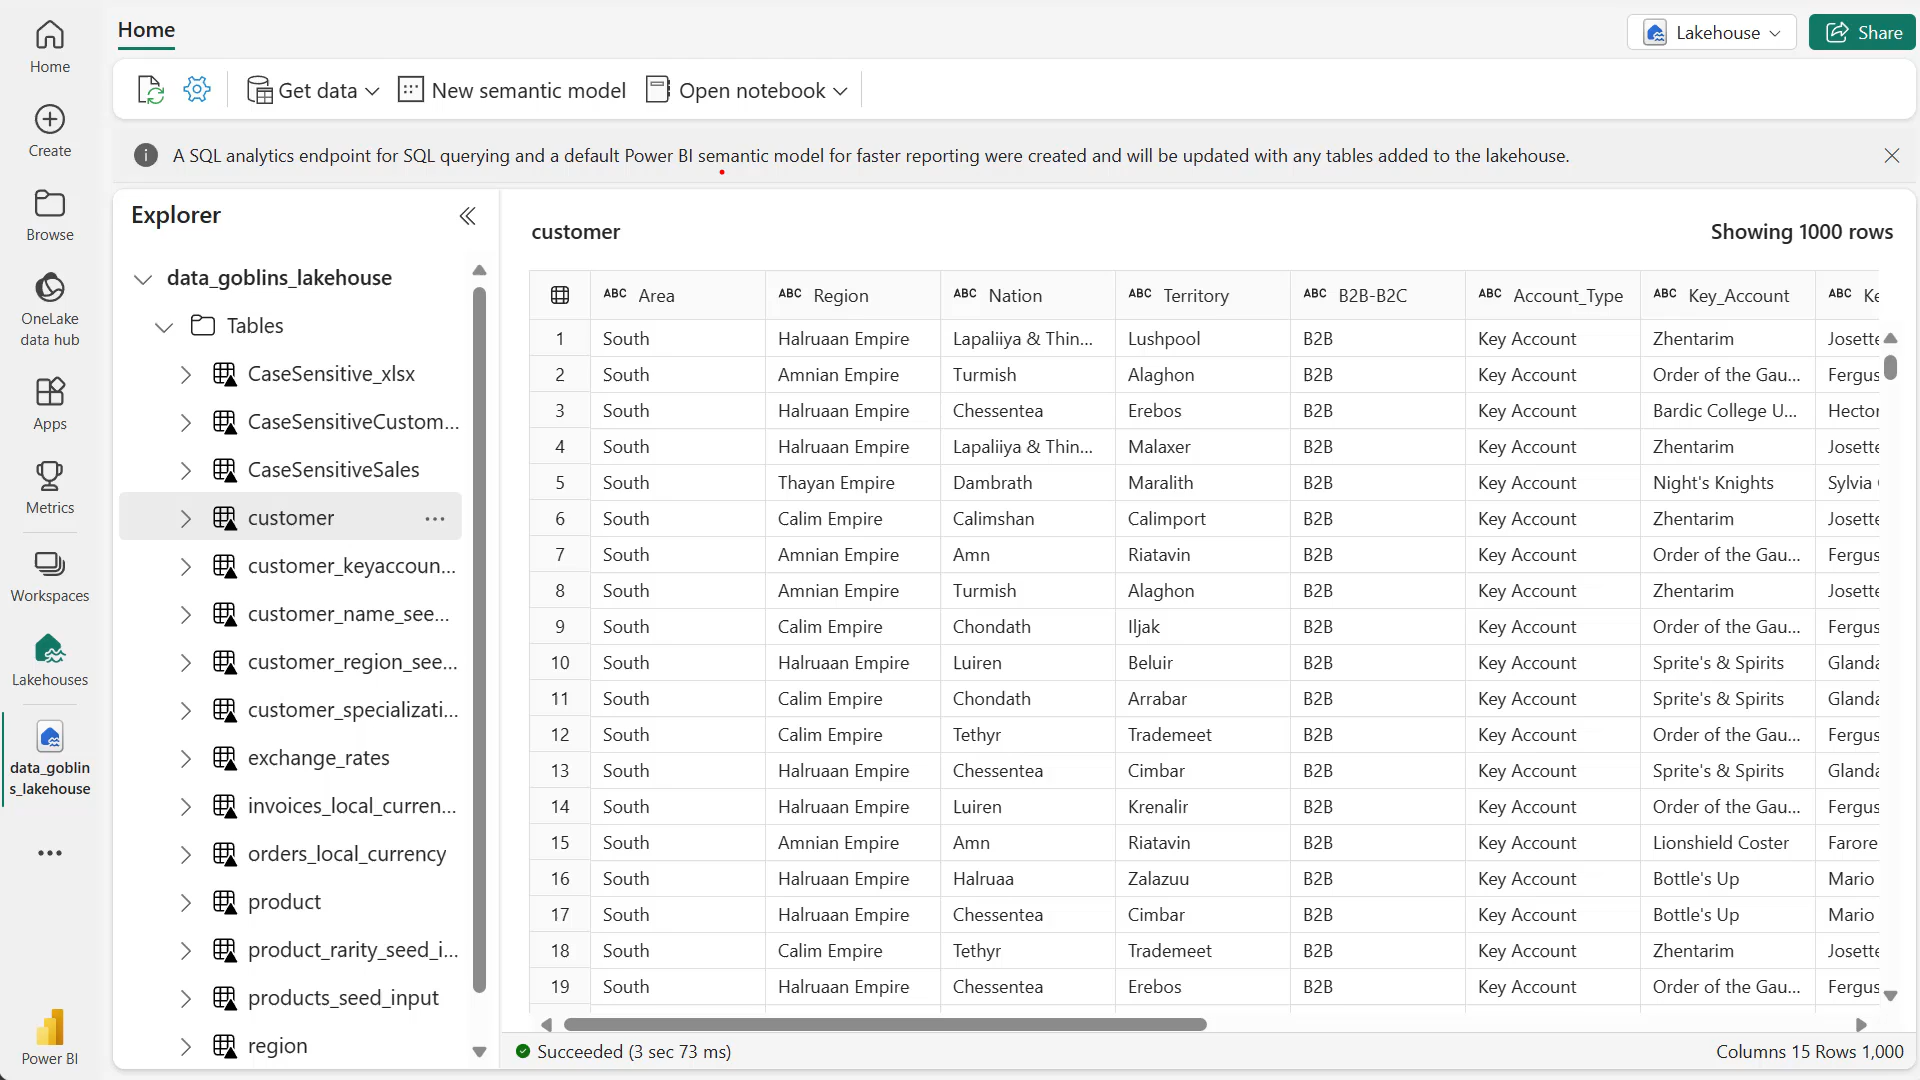 Home
Lakehouse
Share
Get data
New semantic model
Open notebook
A SQL analytics endpoint for SQL querying and a default Power BI semantic model for faster reporting were created and will be updated with any tables added to the lakehouse.
Home
Create
Browse
OneLake
data hub
Apps
Metrics
Workspaces
Lakehouses
data_goblin
s_lakehouse
Power BI
Explorer
data_goblins_lakehouse
Tables
CaseSensitive_xlsx
CaseSensitiveCustom...
CaseSensitiveSales
customer
customer_keyaccoun...
customer_name_see...
customer_region_see...
customer_specializati...
exchange_rates
invoices_local_curren...
orders_local_currency
product
product_rarity_seed_i...
products_seed_input
region
customer
Showing 1000 rows
ABC Area ABC Region ABC Nation ABC Territory ABC B2B-B2C ABC Account_Type ABC Key_Account ABC Ke
1 South Halruaan Empire Lapaliiya & Thin... Lushpool B2B Key Account Zhentarim Josette
2 South Amnian Empire Turmish Alaghon B2B Key Account Order of the Gau... Fergus
3 South Halruaan Empire Chessentea Erebos B2B Key Account Bardic College U... Hector
4 South Halruaan Empire Lapaliiya & Thin... Malaxer B2B Key Account Zhentarim Josette
5 South Thayan Empire Dambrath Maralith B2B Key Account Night's Knights Sylvia
6 South Calim Empire Calimshan Calimport B2B Key Account Zhentarim Josette
7 South Amnian Empire Amn Riatavin B2B Key Account Order of the Gau... Fergus
8 South Amnian Empire Turmish Alaghon B2B Key Account Zhentarim Josette
9 South Calim Empire Chondath Iljak B2B Key Account Order of the Gau... Fergus
10 South Halruaan Empire Luiren Beluir B2B Key Account Sprite's & Spirits Glanda
11 South Calim Empire Chondath Arrabar B2B Key Account Sprite's & Spirits Glanda
12 South Calim Empire Tethyr Trademeet B2B Key Account Order of the Gau... Fergus
13 South Halruaan Empire Chessentea Cimbar B2B Key Account Sprite's & Spirits Glanda
14 South Halruaan Empire Luiren Krenalir B2B Key Account Order of the Gau... Fergus
15 South Amnian Empire Amn Riatavin B2B Key Account Lionshield Coster Farore
16 South Halruaan Empire Halruaa Zalazuu B2B Key Account Bottle's Up Mario
17 South Halruaan Empire Chessentea Cimbar B2B Key Account Bottle's Up Mario
18 South Calim Empire Tethyr Trademeet B2B Key Account Zhentarim Josette
19 South Halruaan Empire Chessentea Erebos B2B Key Account Order of the Gau... Fergus
Succeeded (3 sec 73 ms)
Columns 15 Rows 1,000